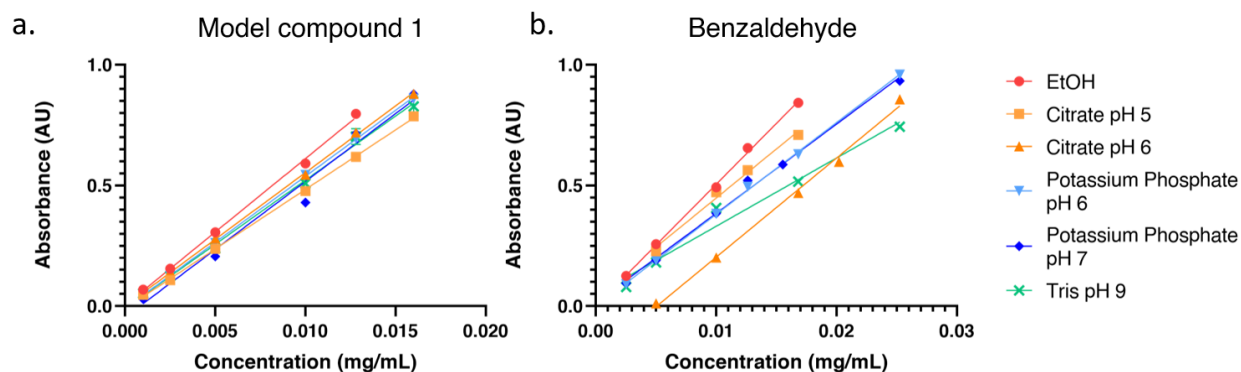 a.
Model compound 1
1.0
0.5
0.0
Absorbance (AU)
0.000
0.005
0.010
0.015
0.020
Concentration (mg/mL)
b.
Benzaldehyde
1.0
0.5
0.0
Absorbance (AU)
0.00
0.01
0.02
0.03
Concentration (mg/mL)
EtOH
Citrate pH 5
Citrate pH 6
Potassium Phosphate
pH 6
Potassium Phosphate
pH 7
Tris pH 9